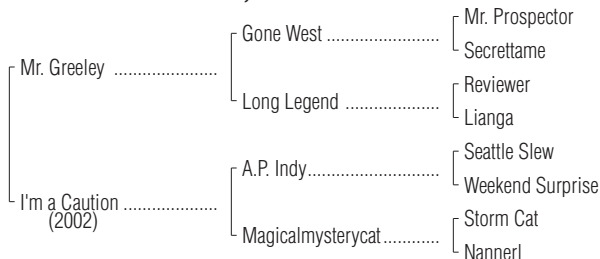 Mr. Prospector
Gone West ....................
Secrettame
Mr. Greeley ..................
Reviewer
Long Legend .................
Lianga
Seattle Slew
A.P. Indy........................
Weekend Surprise
I'm a Caution .................
(2002)
Storm Cat
Magicalmysterycat...........
Nannerl